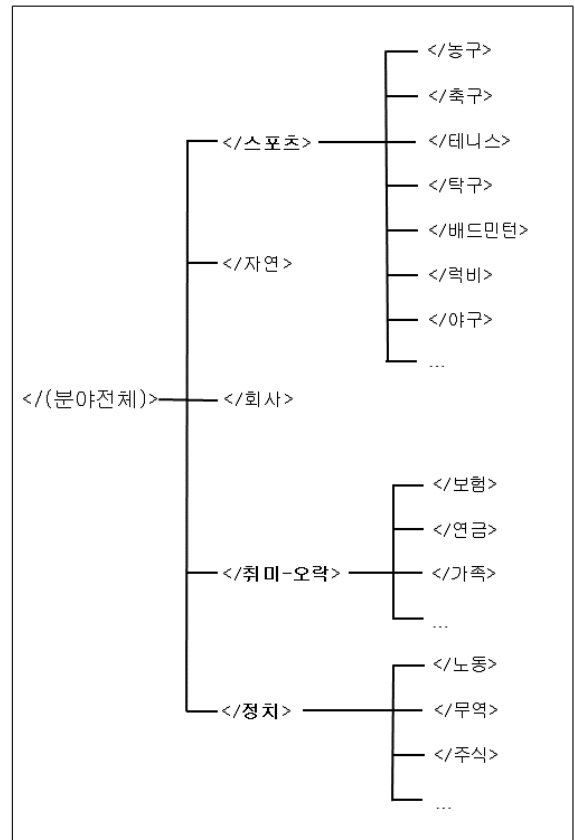 </농구>
</축구>
</스포츠>
</테니스>
</탁구>
</배드민턴>
</자연>
</럭비>
</야구>
...
</(분야전체)>
</회사>
</보험>
</연금>
</취미-오락>
</가족>
...
</노동>
</정치>
</무역>
</주식>
...